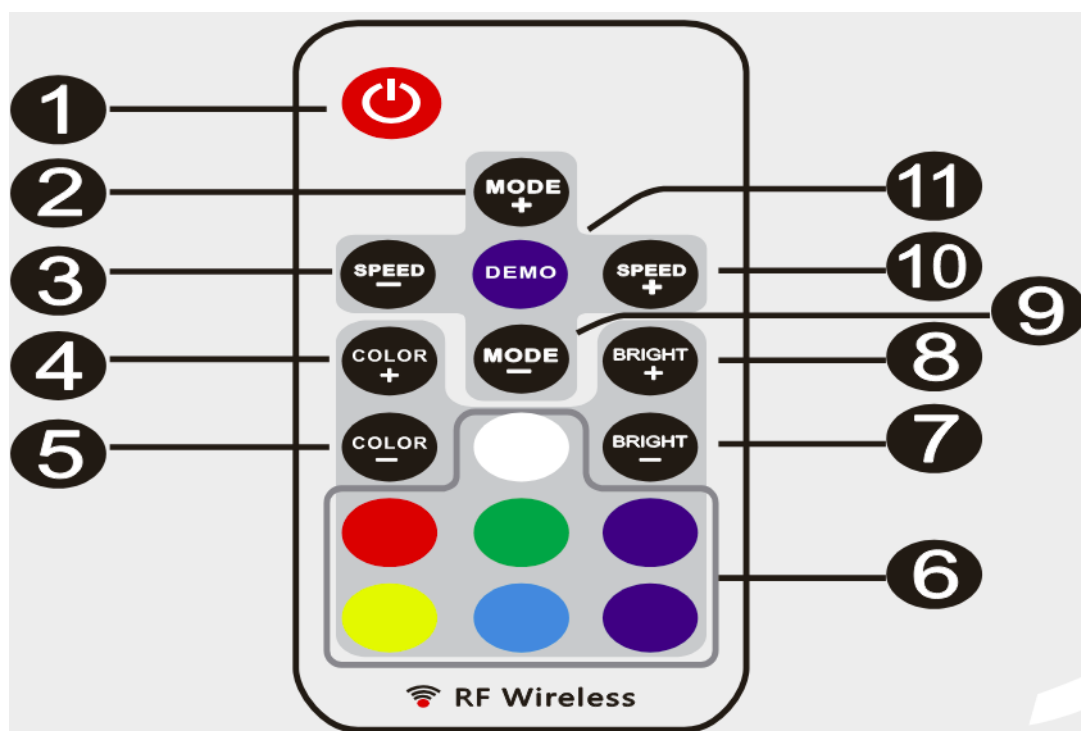 1
2
MODE
+
11
3
SPEED
−
DEMO
SPEED
+
10
9
4
COLOR
+
MODE
−
BRIGHT
+
8
5
COLOR
−
BRIGHT
−
7
6
RF Wireless